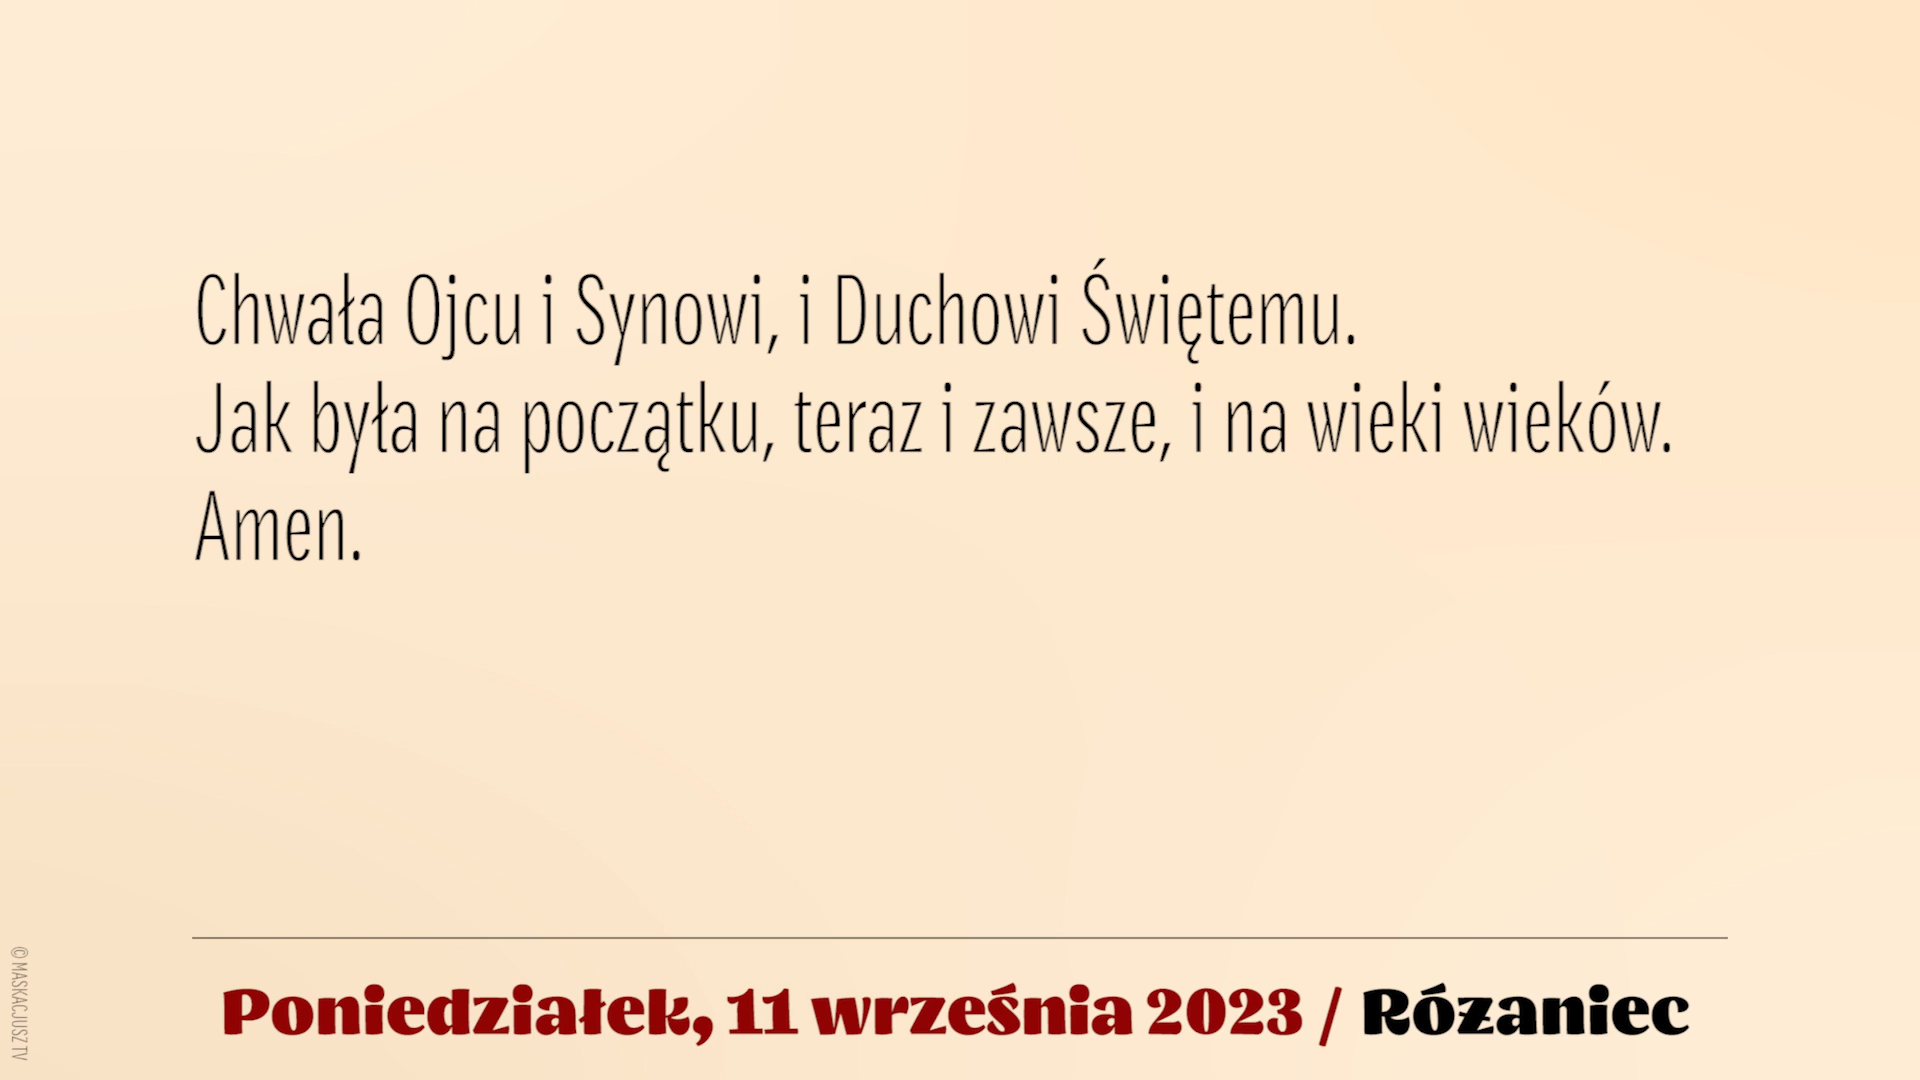 Chwała Ojcu i Synowi, i Duchowi Świętemu.
Jak była na początku, teraz i zawsze, i na wieki wieków.
Amen.
Poniedziałek, 11 września 2023 / Różaniec
© MASKACJUSZ TV